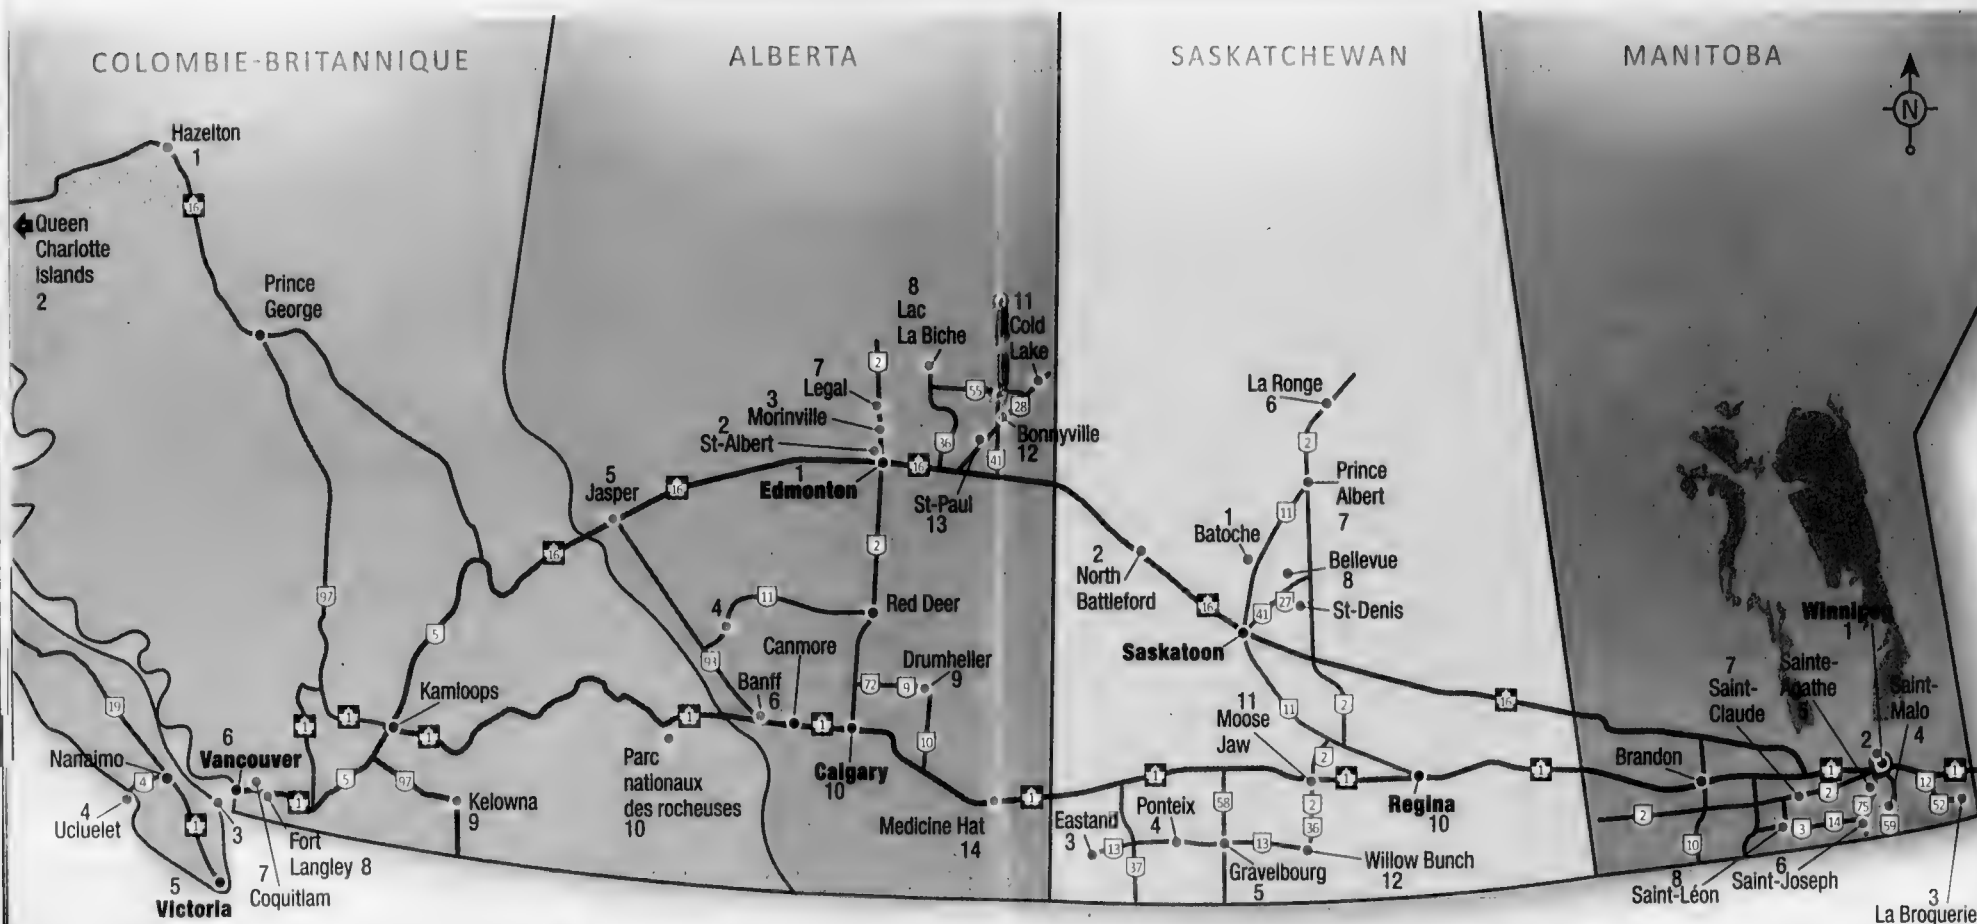 COLOMBIE-BRITANNIQUE
ALBERTA
SASKATCHEWAN
MANITOBA
N
Hazelton
1
16
Queen
Charlotte
Islands
2
Prince
George
97
5
1
1
Kamloops
1
5
97
Kelowna
9
19
Nanaimo
4
4
Ucluelet
1
5
Victoria
6
Vancouver
1
3
7
Coquitlam
Fort
Langley 8
16
1
Parc
nationaux
des rocheuses
10
5
Jasper
16
93
4
11
Banff
6
Canmore
1
Calgary
10
1
Edmonton
2
St-Albert
3
Morinville
7
Legal
2
16
2
Red Deer
72
9
Drumheller
9
10
Medicine Hat
14
1
8
Lac
La Biche
55
36
11
Cold
Lake
28
Bonnyville
12
41
St-Paul
13
2
North
Battleford
16
La Ronge
6
2
Prince
Albert
7
11
1
Batoche
Bellevue
8
27
41
St-Denis
Saskatoon
11
2
16
11
Moose
Jaw
2
1
1
Regina
10
1
58
2
36
Eastand
3
13
37
Ponteix
4
13
Gravelbourg
5
Willow Bunch
12
Brandon
2
10
7
Saint-
Claude
Sainte-
Agathe
5
Winnipeg
1
Saint-
Malo
4
2
1
2
12
1
52
75
59
3
14
8
Saint-Léon
6
Saint-Joseph
3
La Broquerie